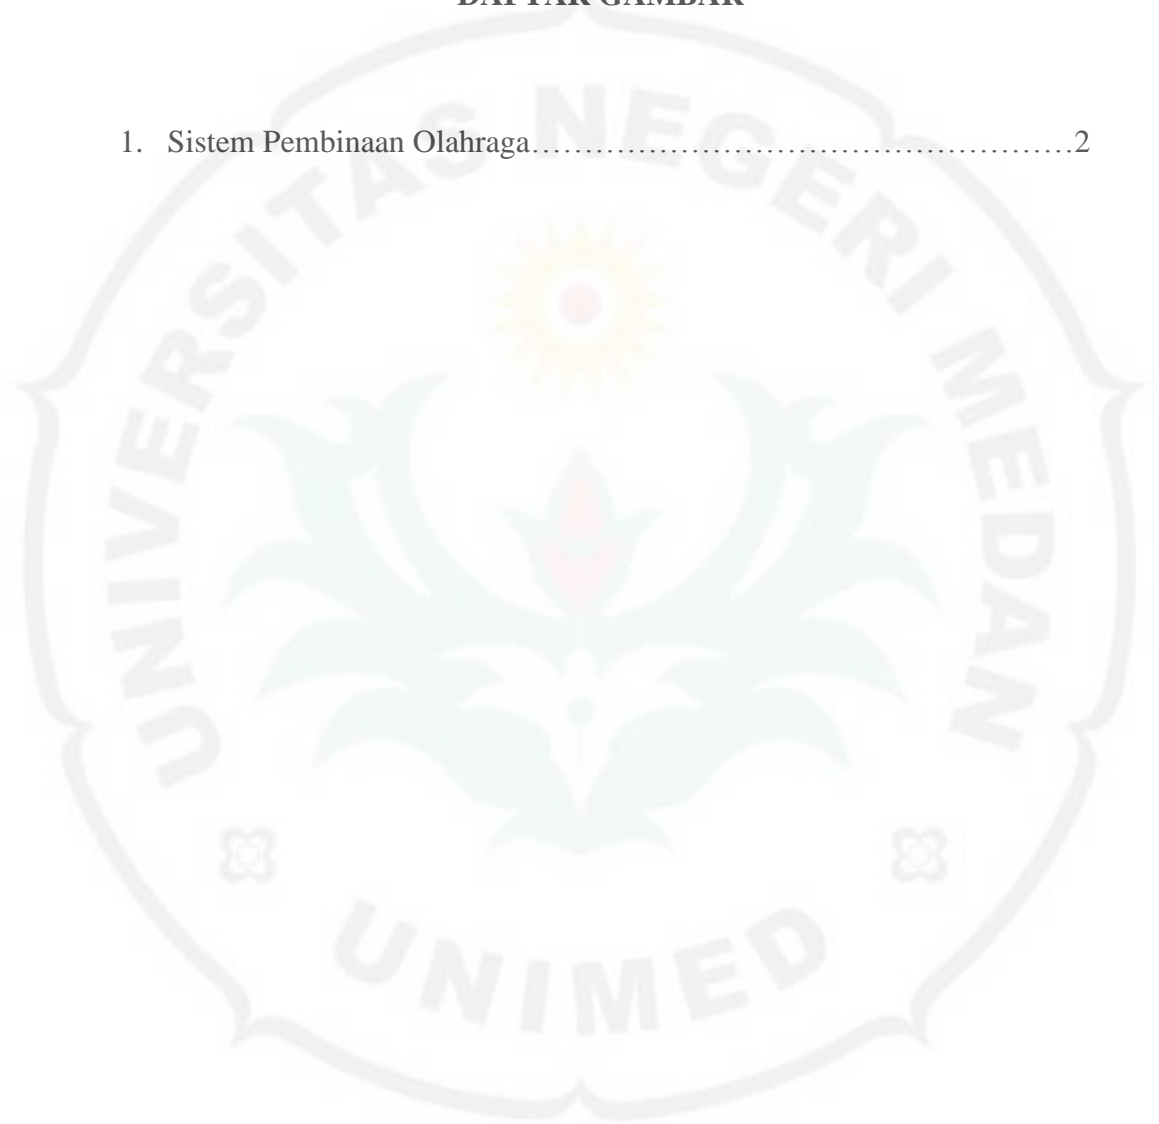 DAFTAR GAMBAR
1. Sistem Pembinaan Olahraga……………………………………………………2
UNIVERSITAS NEGERI MEDAN
UNIMED